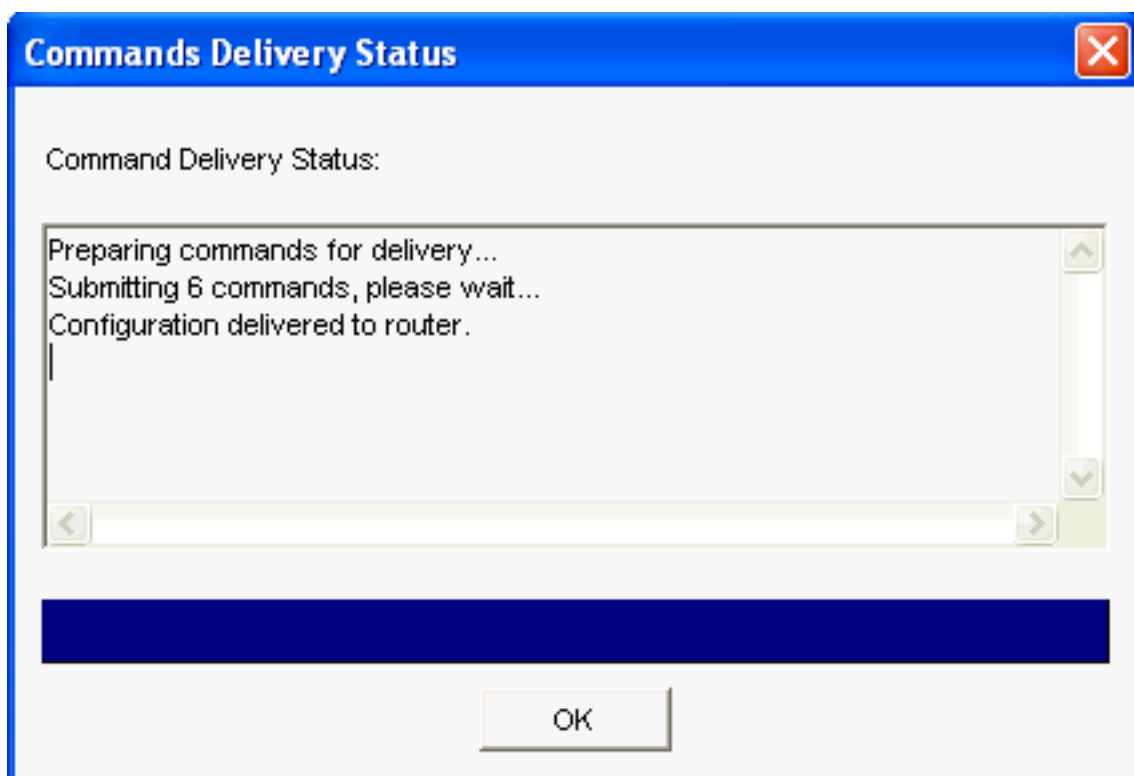 Commands Delivery Status
Command Delivery Status:
Preparing commands for delivery...
Submitting 6 commands, please wait...
Configuration delivered to router.
OK